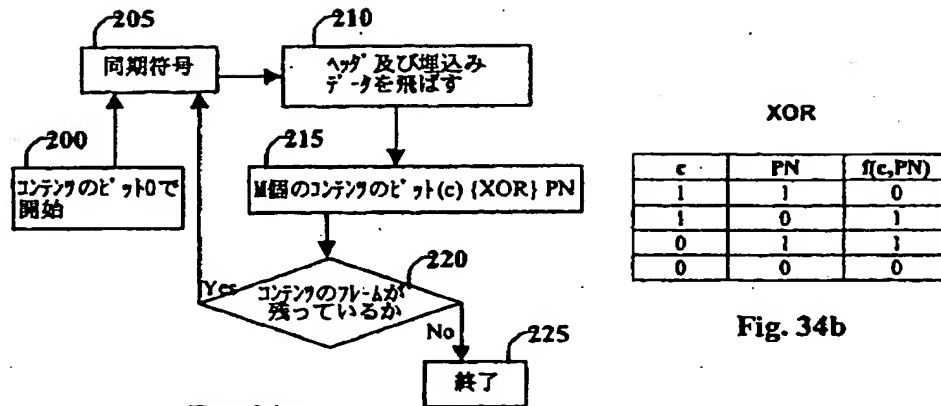 205
同期符号
210
ヘッダ及び埋込み
データを飛ばす
200
コンテンツのビット0で
開始
215
M個のコンテンツのビット(c) {XOR} PN
220
コンテンツのフレームが
残っているか
Yes
No
225
終了
XOR
c PN f(c,PN)
1 1 0
1 0 1
0 1 1
0 0 0
Fig. 34b